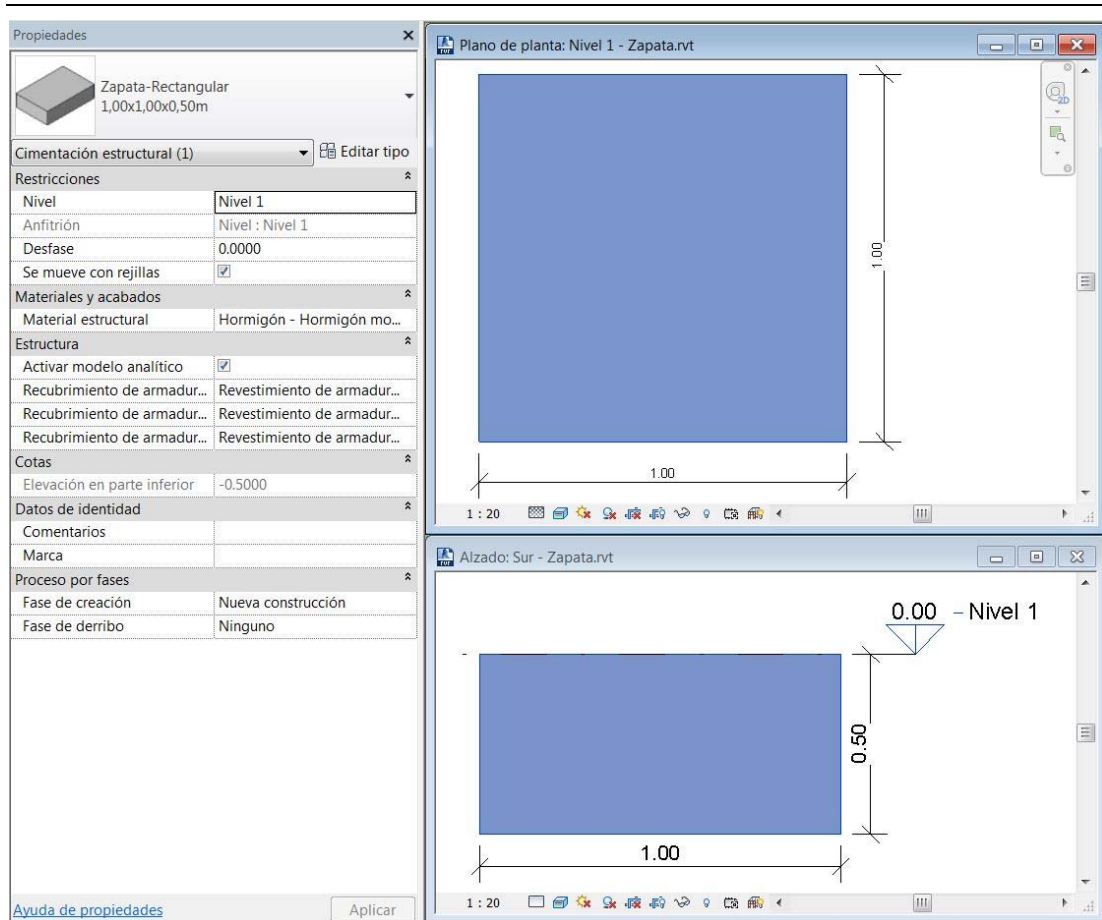 Propiedades
Zapata-Rectangular
1,00x1,00x0,50m
Cimentación estructural (1)
Editar tipo
Restricciones
Nivel Nivel 1
Anfitrión Nivel : Nivel 1
Desfase 0.0000
Se mueve con rejillas
Materiales y acabados
Material estructural Hormigón - Hormigón mo...
Estructura
Activar modelo analítico
Recubrimiento de armadur... Revestimiento de armadur...
Recubrimiento de armadur... Revestimiento de armadur...
Recubrimiento de armadur... Revestimiento de armadur...
Cotas
Elevación en parte inferior -0.5000
Datos de identidad
Comentarios
Marca
Proceso por fases
Fase de creación Nueva construcción
Fase de derribo Ninguno
Ayuda de propiedades
Aplicar
Plano de planta: Nivel 1 - Zapata.rvt
2D
1.00
1.00
1 : 20
Alzado: Sur - Zapata.rvt
0.00 Nivel 1
0.50
1.00
1 : 20